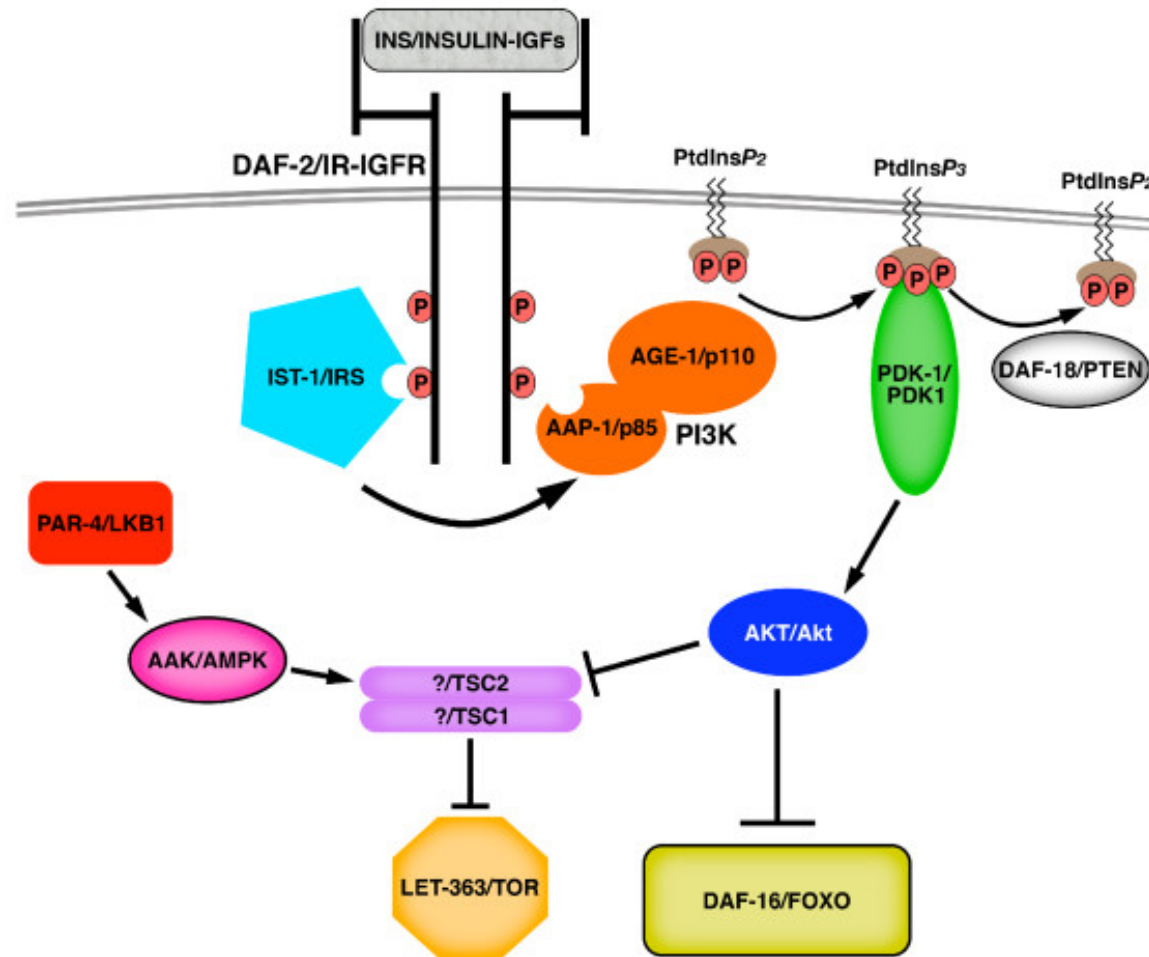 INS/INSULIN-IGFs
DAF-2/IR-IGFR
PtdInsP2
PtdInsP3
PtdInsP2
P P
P P P
P P
P
P
IST-1/IRS
P
P
AGE-1/p110
AAP-1/p85
PI3K
PDK-1/
PDK1
DAF-18/PTEN
PAR-4/LKB1
AAK/AMPK
AKT/Akt
?/TSC2
?/TSC1
LET-363/TOR
DAF-16/FOXO